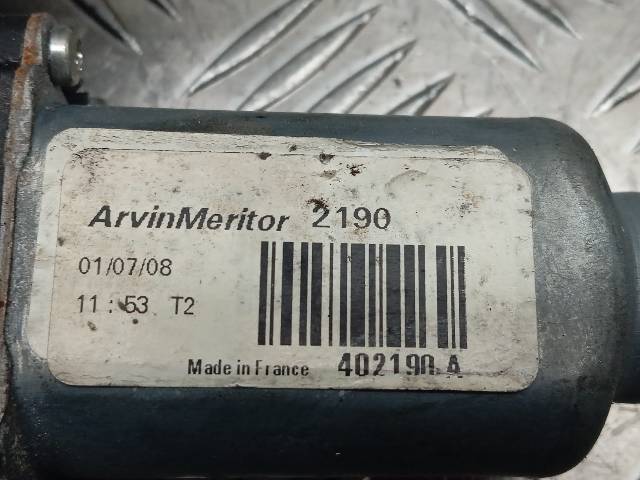 ArvinMeritor 2190
01/07/08
11:53 T2
Made in France 402190 A